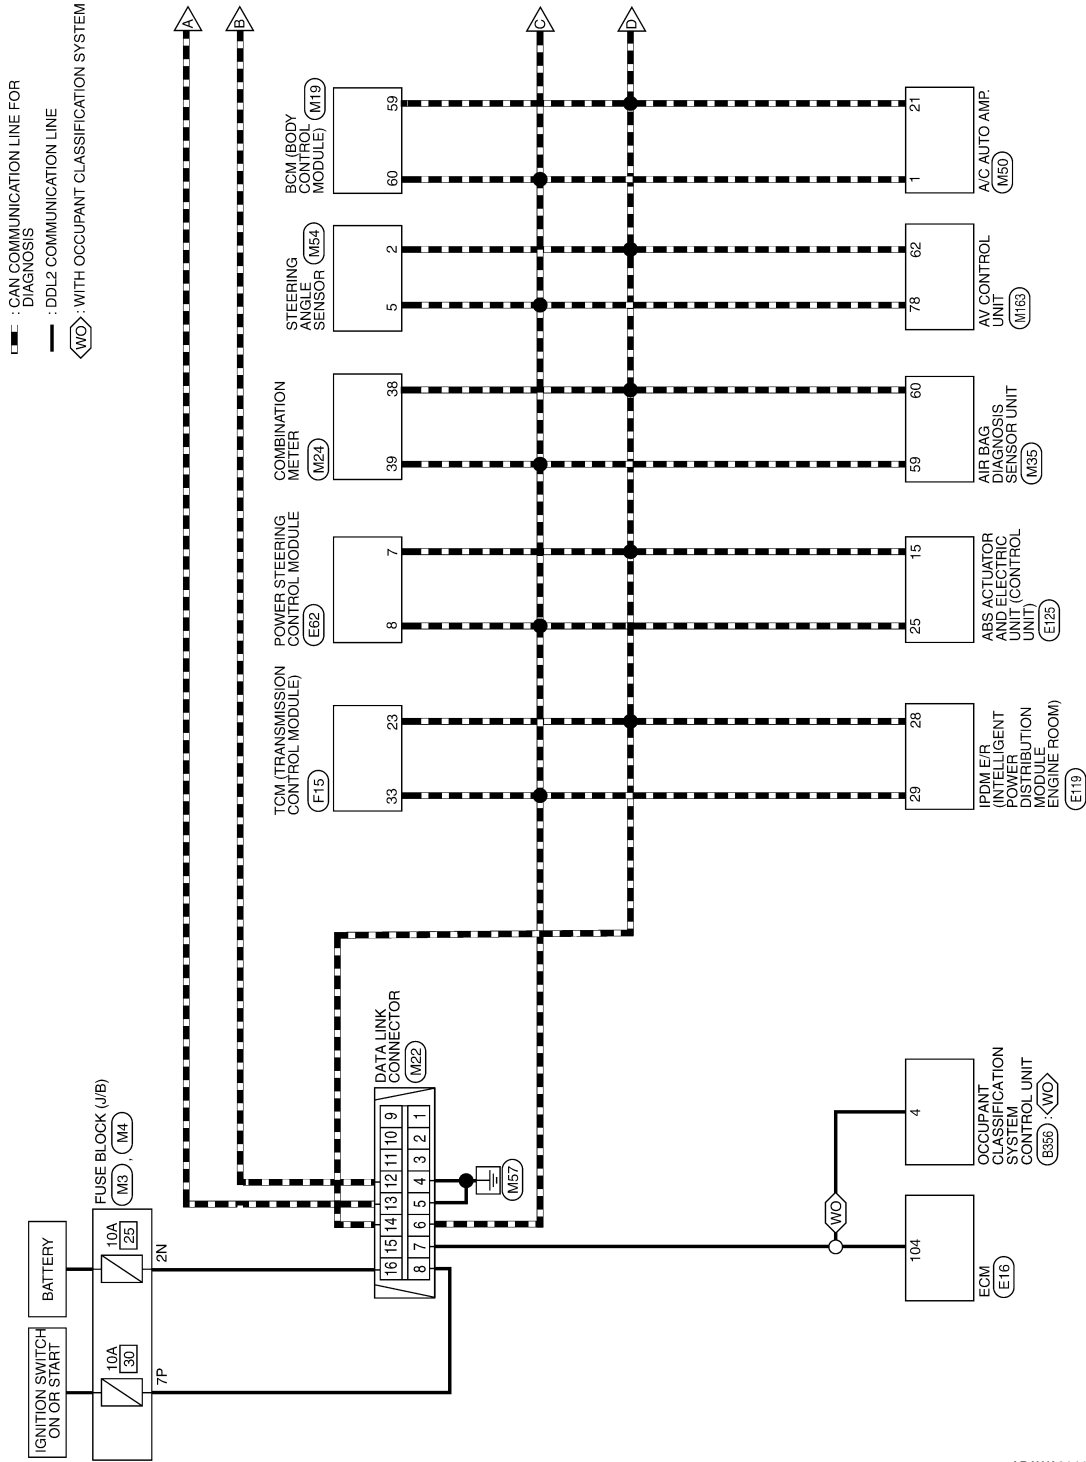 : CAN COMMUNICATION LINE FOR
DIAGNOSIS
: DDL2 COMMUNICATION LINE
WO : WITH OCCUPANT CLASSIFICATION SYSTEM
IGNITION SWITCH
ON OR START
BATTERY
FUSE BLOCK (J/B)
M3 , M4
10A
30
10A
25
7P
2N
A
B
C
D
DATA LINK
CONNECTOR
M22
16 15 14 13 12 11 10 9
8 7 6 5 4 3 2 1
M57
TCM (TRANSMISSION
CONTROL MODULE)
F15
33 23
POWER STEERING
CONTROL MODULE
E62
8 7
COMBINATION
METER
M24
39 38
STEERING
ANGLE
SENSOR M54
5 2
BCM (BODY
CONTROL
MODULE) M19
60 59
WO
104
ECM
E16
4
OCCUPANT
CLASSIFICATION
SYSTEM
CONTROL UNIT
B356 : WO
29 28
IPDM E/R
(INTELLIGENT
POWER
DISTRIBUTION
MODULE
ENGINE ROOM)
E119
25 15
ABS ACTUATOR
AND ELECTRIC
UNIT (CONTROL
UNIT)
E125
59 60
AIR BAG
DIAGNOSIS
SENSOR UNIT
M35
78 62
AV CONTROL
UNIT
M163
1 21
A/C AUTO AMP.
M50